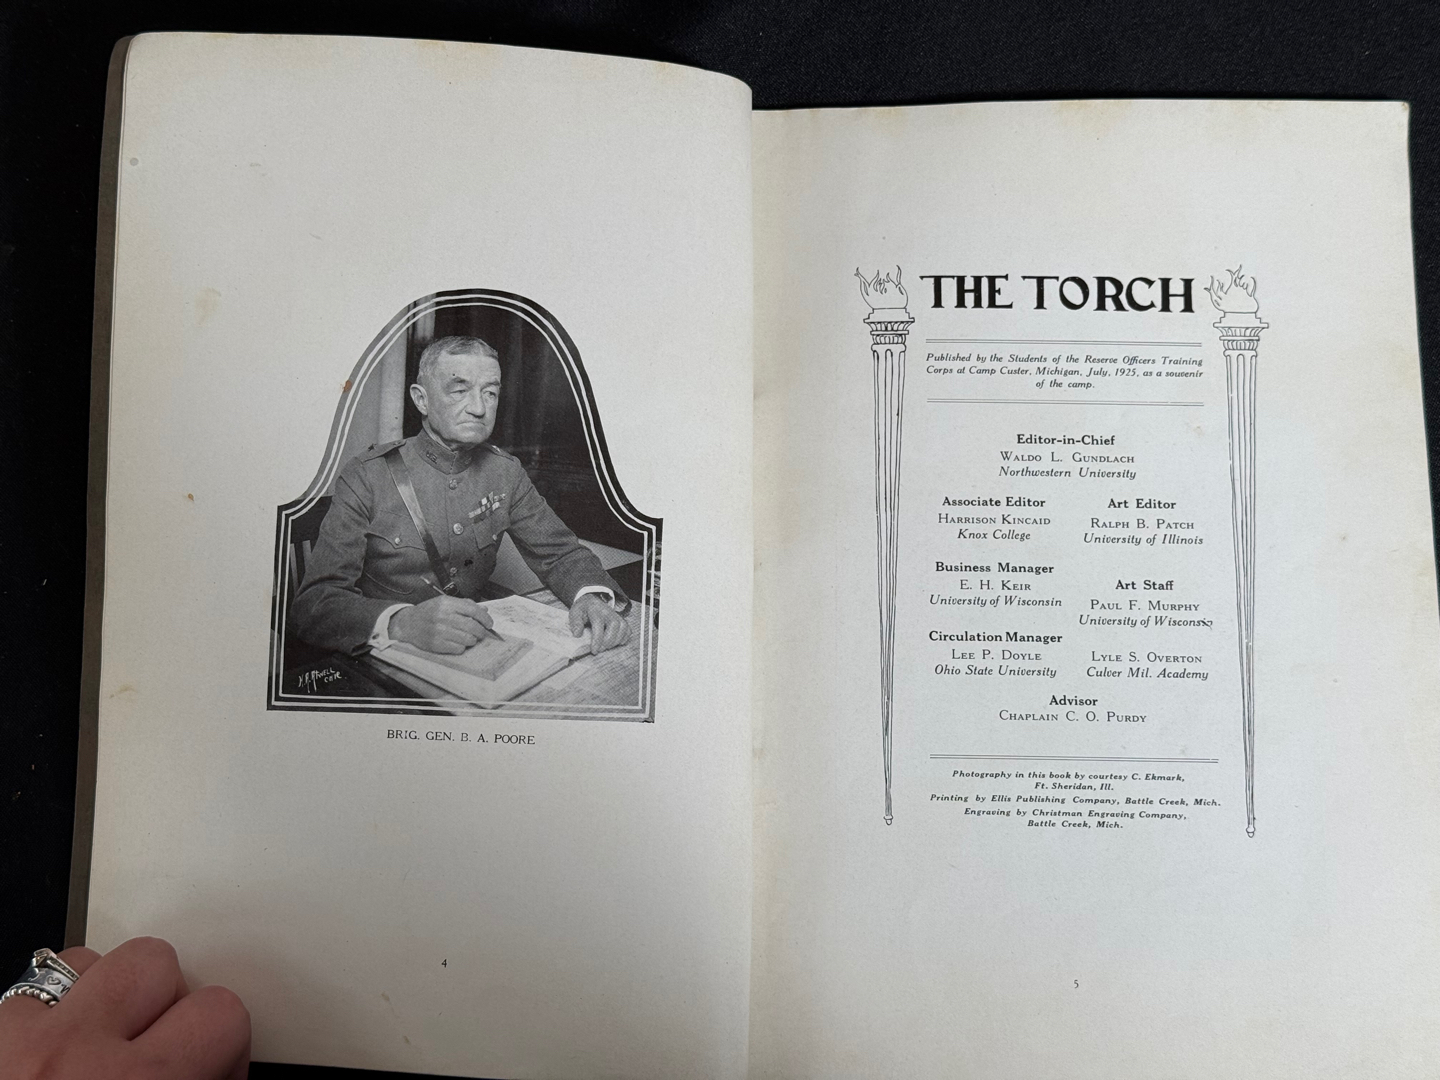 BRIG. GEN. B. A. POORE
4
THE TORCH
Published by the Students of the Reserve Officers Training
Corps at Camp Custer, Michigan, July, 1925, as a souvenir
of the camp.
Editor-in-Chief
WALDO L. GUNDLACH
Northwestern University
Associate Editor
HARRISON KINCAID
Knox College
Art Editor
RALPH B. PATCH
University of Illinois
Business Manager
E. H. KEIR
University of Wisconsin
Art Staff
PAUL F. MURPHY
University of Wisconsin
Circulation Manager
LEE P. DOYLE
Ohio State University
LYLE S. OVERTON
Culver Mil. Academy
Advisor
CHAPLAIN C. O. PURDY
Photography in this book by courtesy C. Ekmark,
Ft. Sheridan, Ill.
Printing by Ellis Publishing Company, Battle Creek, Mich.
Engraving by Christman Engraving Company,
Battle Creek, Mich.
5